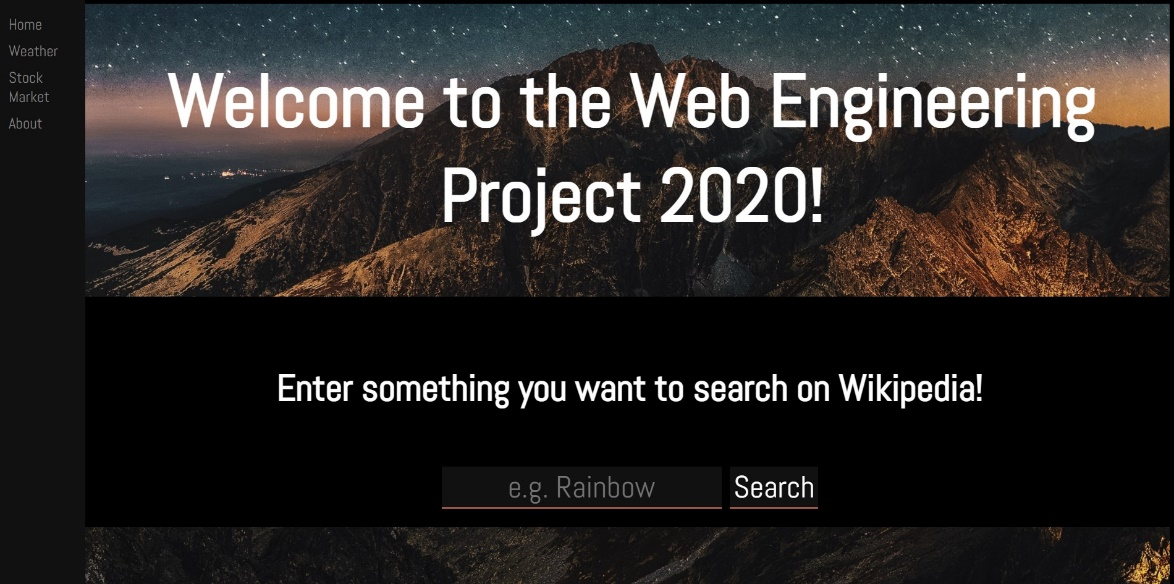 Home
Weather
Stock
Market
About
Welcome to the Web Engineering
Project 2020!
Enter something you want to search on Wikipedia!
e.g. Rainbow
Search